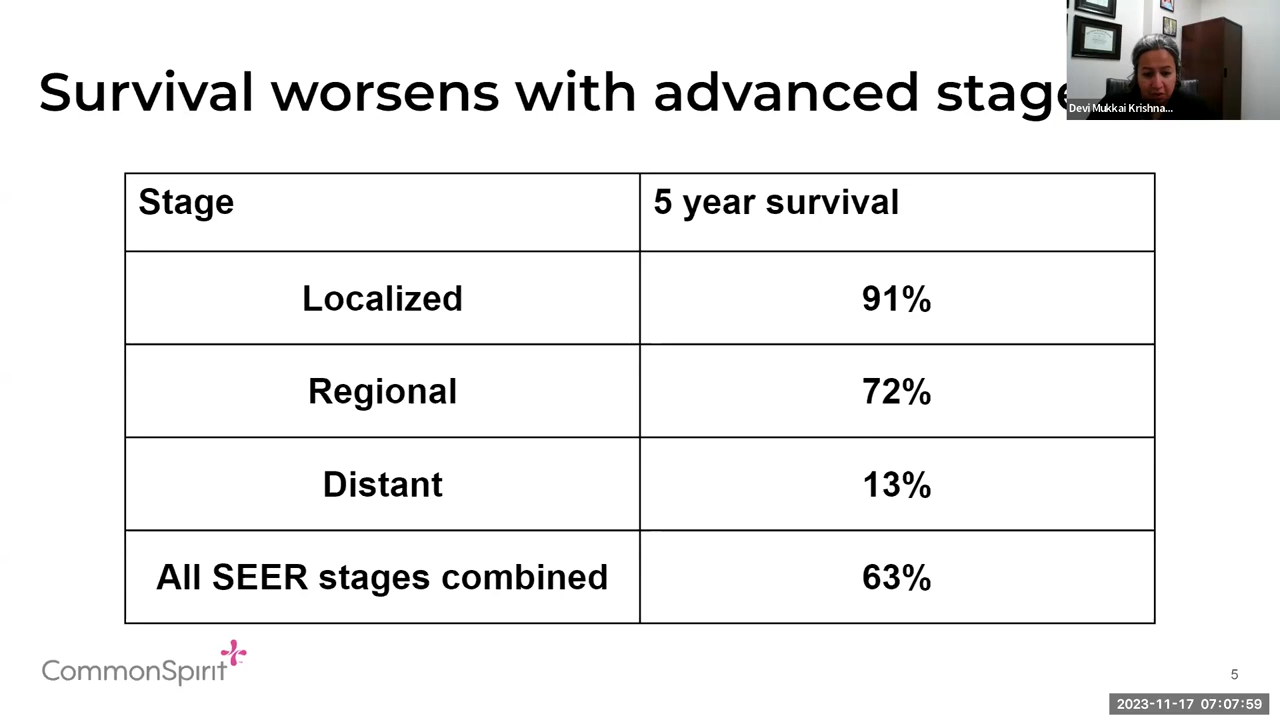 Survival worsens with advanced stage
Devi Mukkai Krishna...
Stage
5 year survival
Localized
91%
Regional
72%
Distant
13%
All SEER stages combined
63%
CommonSpirit
5
2023-11-17 07:07:59